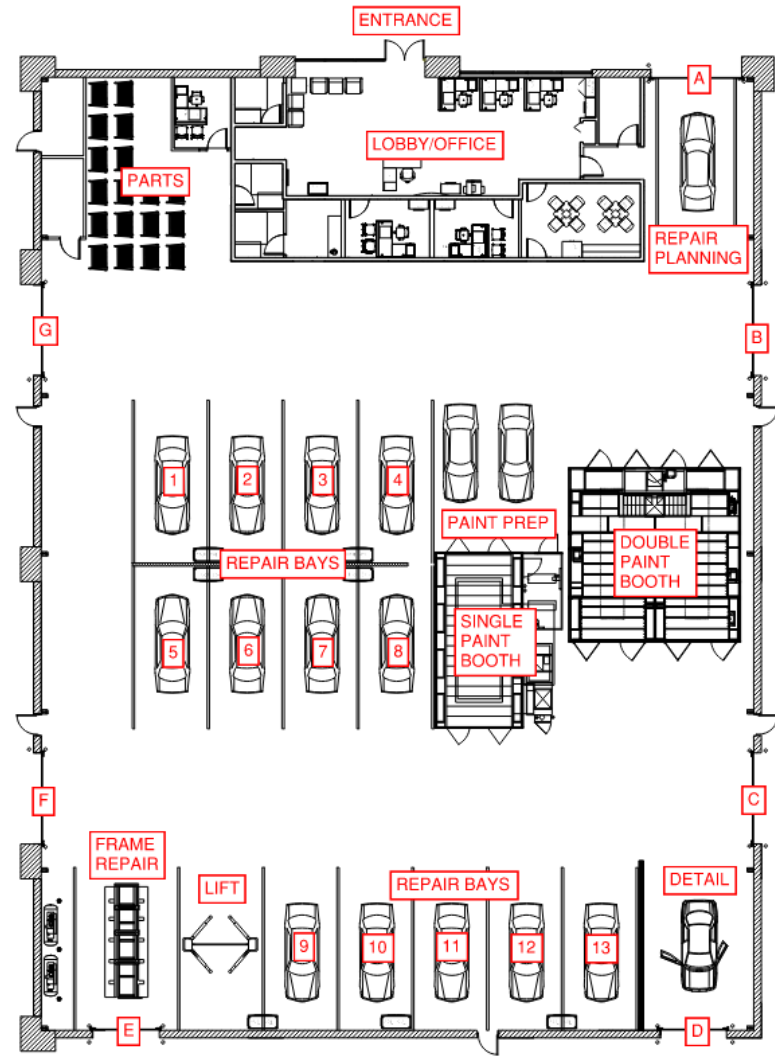 ENTRANCE
A
LOBBY/OFFICE
PARTS
REPAIR
PLANNING
G
B
1
2
3
4
PAINT PREP
DOUBLE
PAINT
BOOTH
REPAIR BAYS
SINGLE
PAINT
BOOTH
5
6
7
8
F
C
FRAME
REPAIR
LIFT
REPAIR BAYS
DETAIL
9
10
11
12
13
E
D